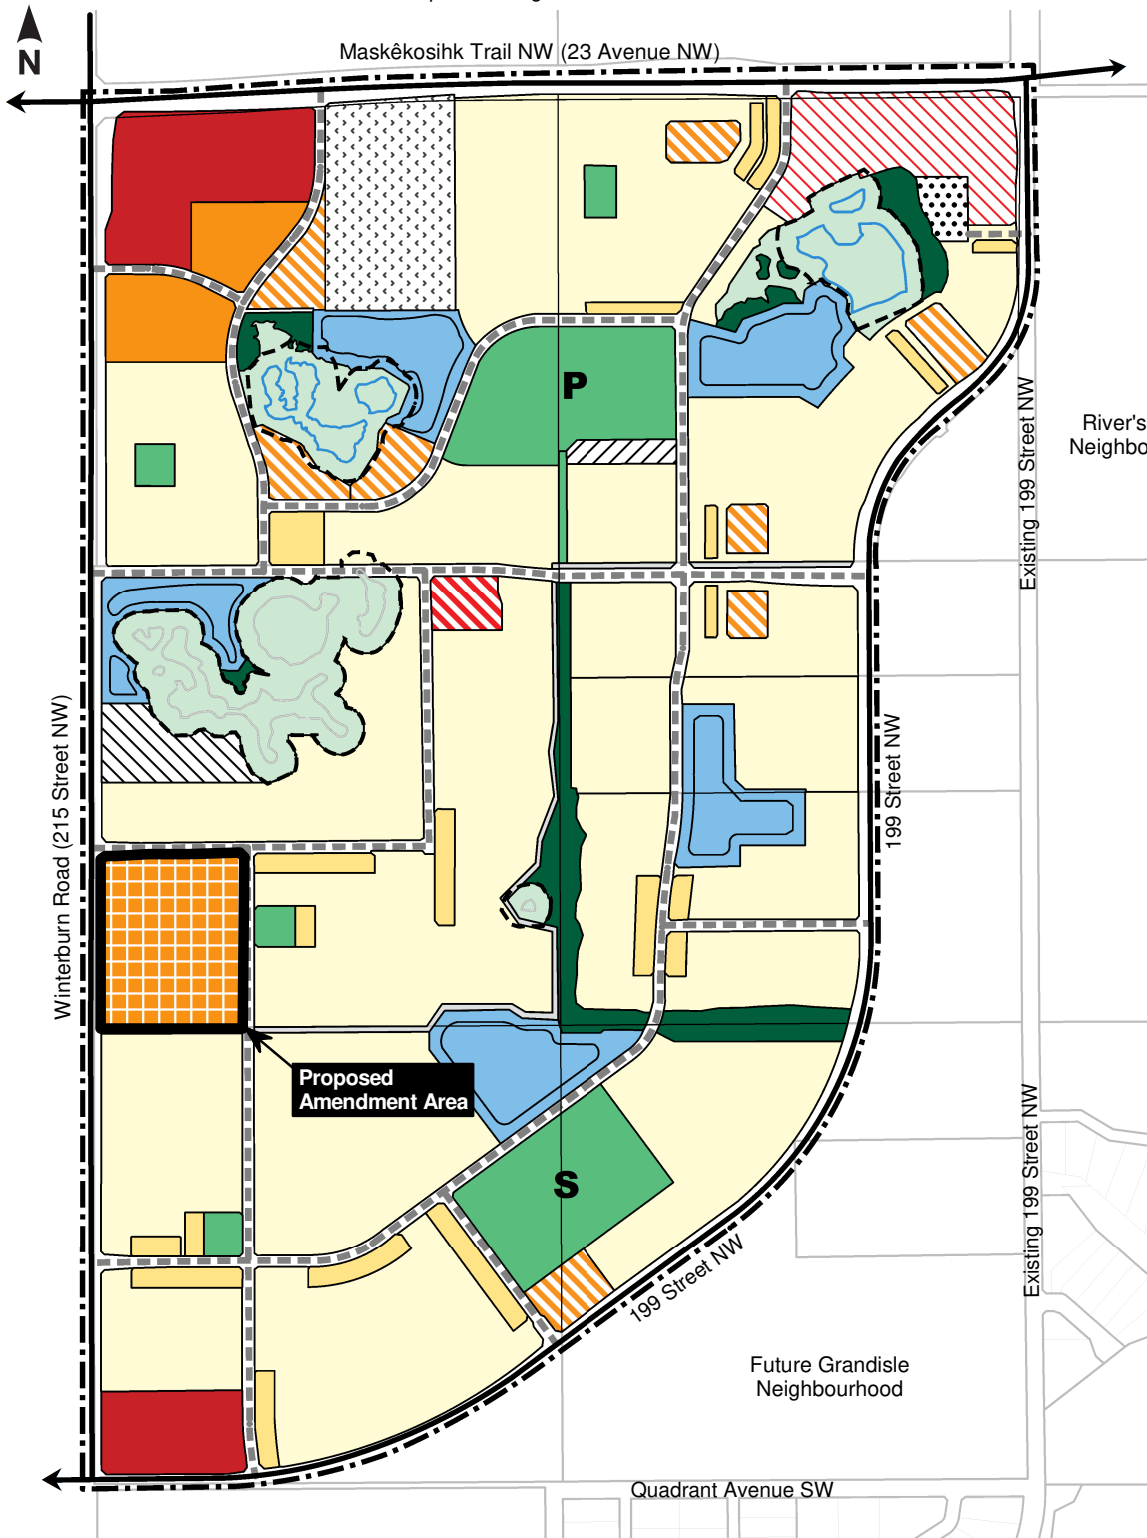 N
Maskêkosihk Trail NW (23 Avenue NW)
P
River's
Existing 199 Street NW
Winterburn Road (215 Street NW)
199 Street NW
Proposed
Amendment Area
S
Existing 199 Street NW
199 Street NW
Future Grandisle
Neighbourhood
Quadrant Avenue SW